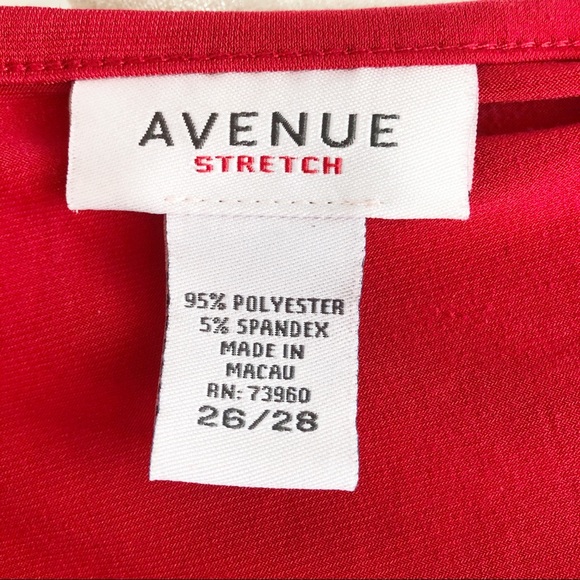 AVENUE
STRETCH
95% POLYESTER
5% SPANDEX
MADE IN
MACAU
RN: 73960
26/28